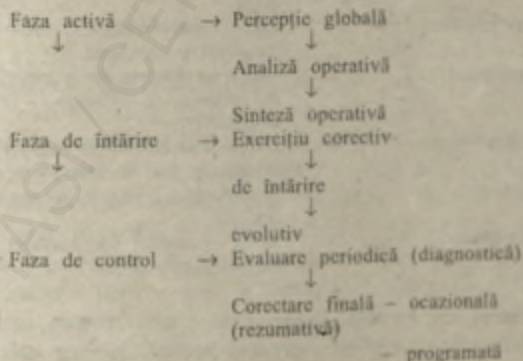 Faza activă → Percepție globală
↓ ↓
Analiză operativă
↓
Sinteză operativă
Faza de întărire → Exercițiu corectiv
↓ ↓
de întărire
↓
evolutiv
Faza de control → Evaluare periodică (diagnostică)
↓
Corectare finală – ocazională
(rezumativă)
– programată